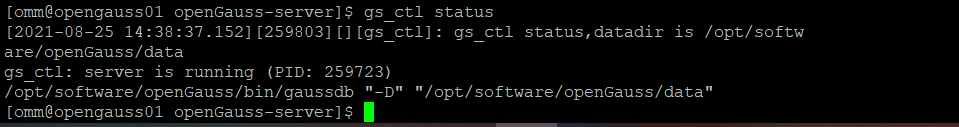 [omm@opengauss01 openGauss-server]$ gs_ctl status
[2021-08-25 14:38:37.152][259803][][gs_ctl]: gs_ctl status,datadir is /opt/softw
are/openGauss/data
gs_ctl: server is running (PID: 259723)
/opt/software/openGauss/bin/gaussdb "-D" "/opt/software/openGauss/data"
[omm@opengauss01 openGauss-server]$